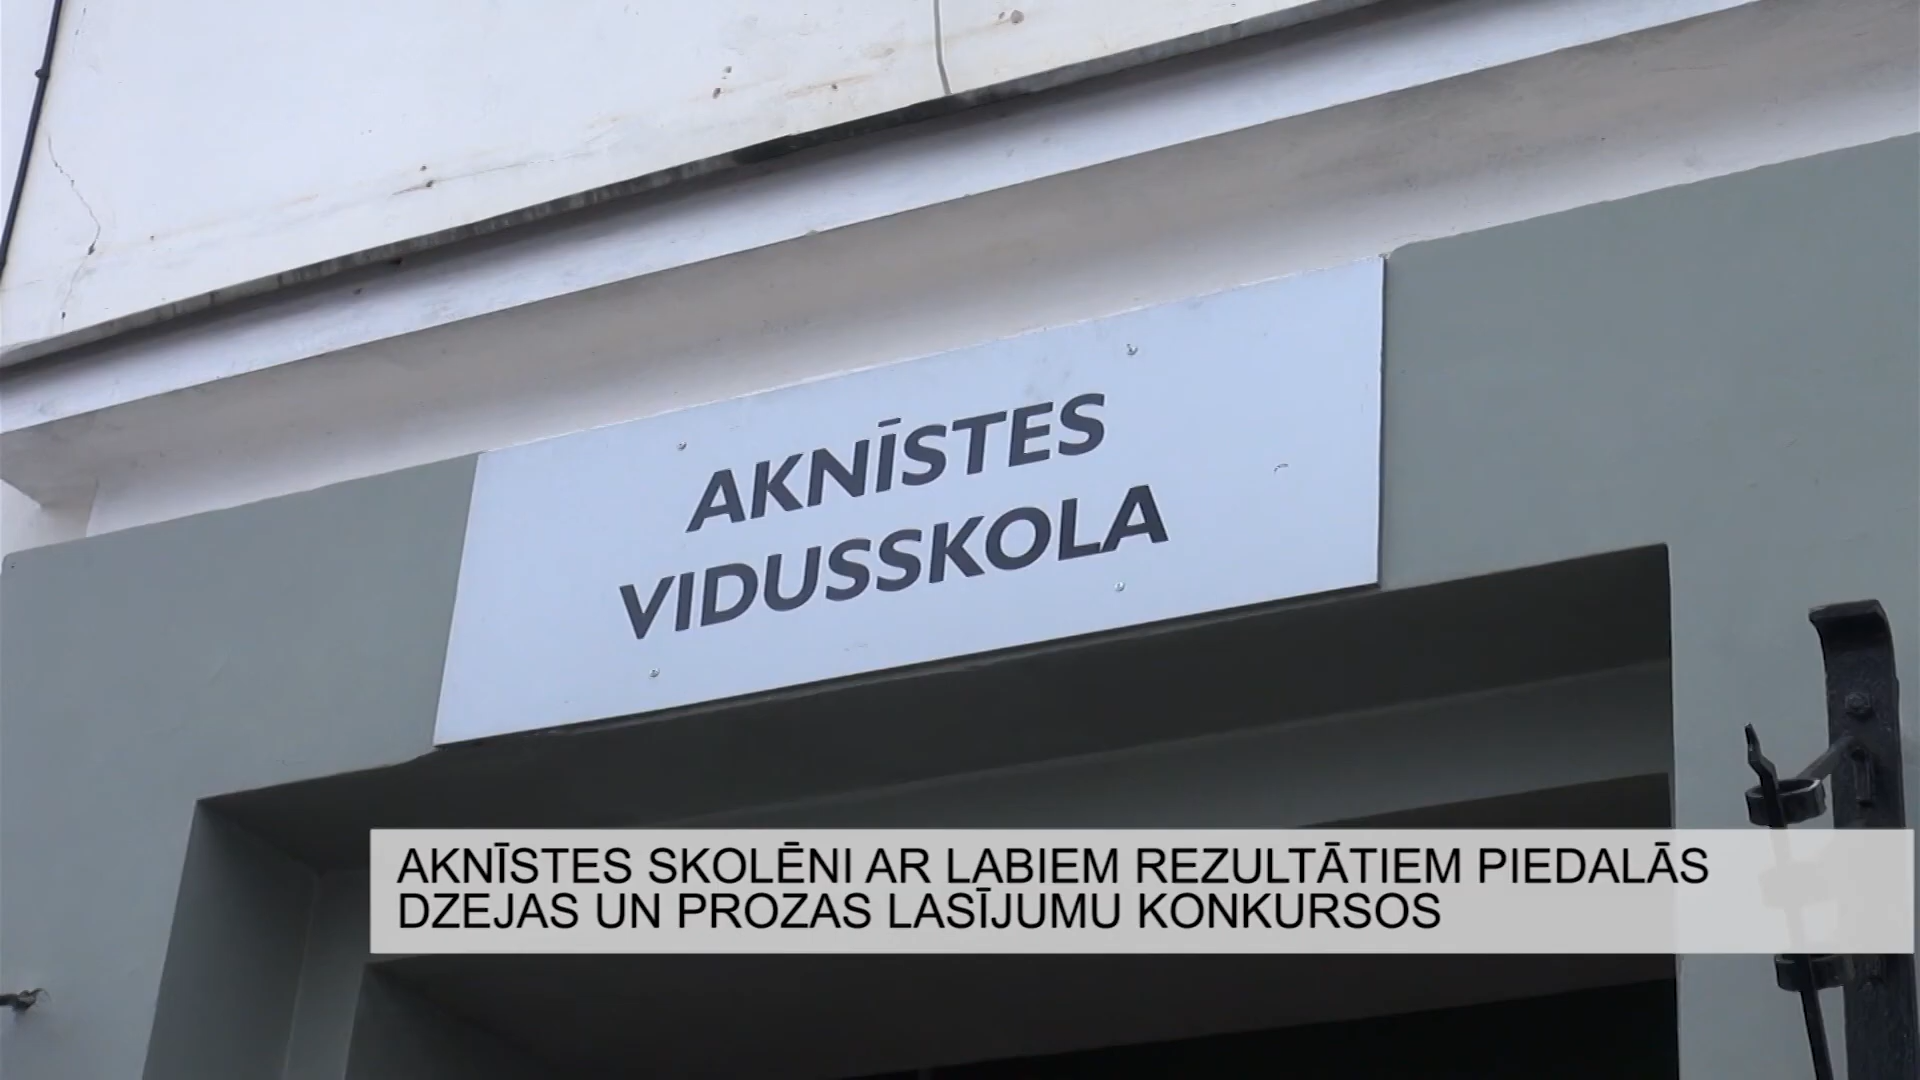 AKNĪSTES
VIDUSSKOLA
AKNĪSTES SKOLĒNI AR LABIEM REZULTĀTIEM PIEDALĀS
DZEJAS UN PROZAS LASĪJUMU KONKURSOS